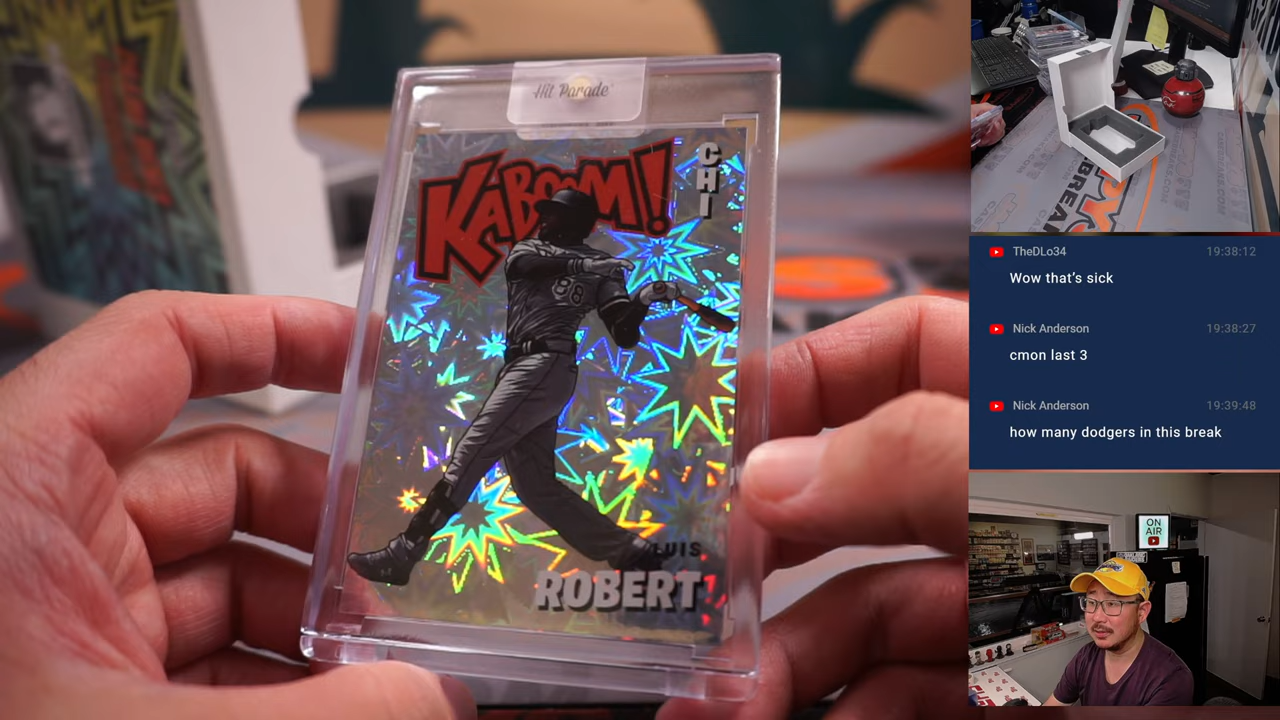 Hit Parade
KABOOM!
CHI
88
LUIS
ROBERT
TheDLo34 19:38:12
Wow that's sick
Nick Anderson 19:38:27
cmon last 3
Nick Anderson 19:39:48
how many dodgers in this break
ON
AIR